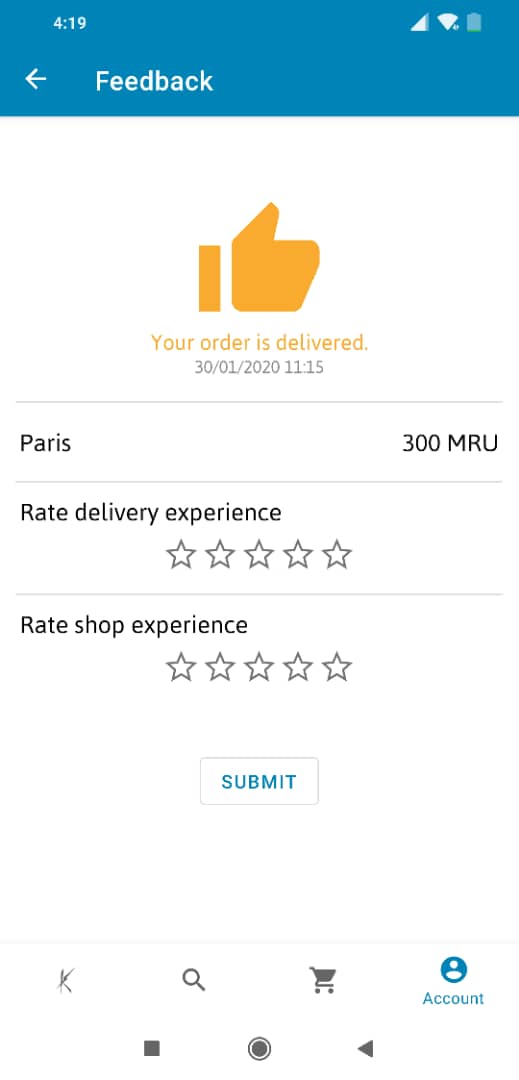 4:19
Feedback
Your order is delivered.
30/01/2020 11:15
Paris 300 MRU
Rate delivery experience
Rate shop experience
SUBMIT
Account